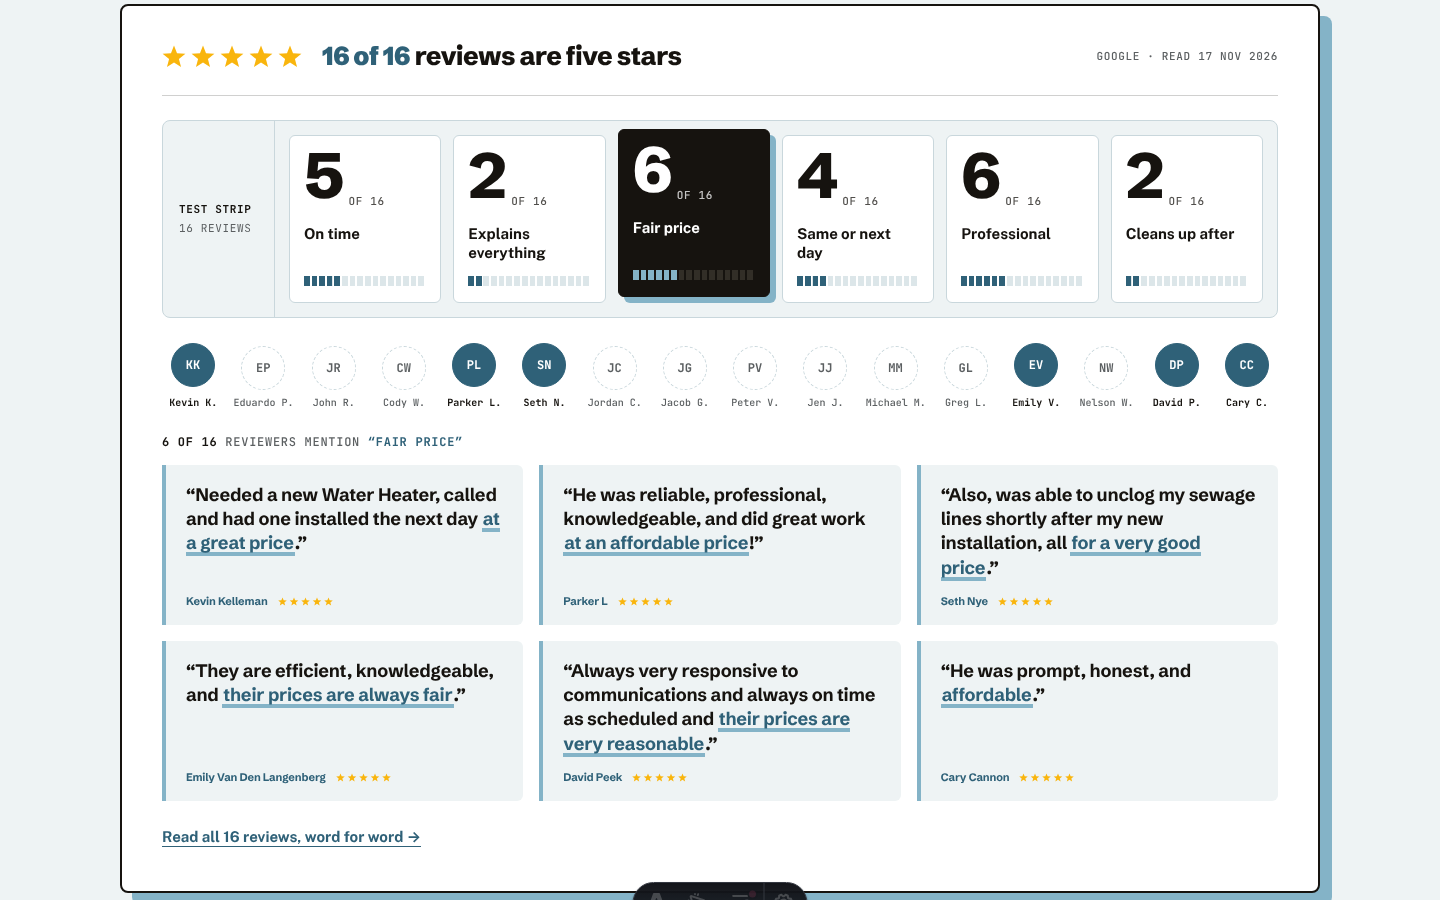 16 of 16 reviews are five stars
GOOGLE · READ 17 NOV 2026
TEST STRIP
16 REVIEWS
5 OF 16
On time
2 OF 16
Explains
everything
6 OF 16
Fair price
4 OF 16
Same or next
day
6 OF 16
Professional
2 OF 16
Cleans up after
KK
EP
JR
CW
PL
SN
JC
JG
PV
JJ
MM
GL
EV
NW
DP
CC
Kevin K.
Eduardo P.
John R.
Cody W.
Parker L.
Seth N.
Jordan C.
Jacob G.
Peter V.
Jen J.
Michael M.
Greg L.
Emily V.
Nelson W.
David P.
Cary C.
6 OF 16 REVIEWERS MENTION “FAIR PRICE”
“Needed a new Water Heater, called
and had one installed the next day at
a great price.”
Kevin Kelleman ★★★★★
“He was reliable, professional,
knowledgeable, and did great work
at an affordable price!”
Parker L ★★★★★
“Also, was able to unclog my sewage
lines shortly after my new
installation, all for a very good
price.”
Seth Nye ★★★★★
“They are efficient, knowledgeable,
and their prices are always fair.”
Emily Van Den Langenberg ★★★★★
“Always very responsive to
communications and always on time
as scheduled and their prices are
very reasonable.”
David Peek ★★★★★
“He was prompt, honest, and
affordable.”
Cary Cannon ★★★★★
Read all 16 reviews, word for word →